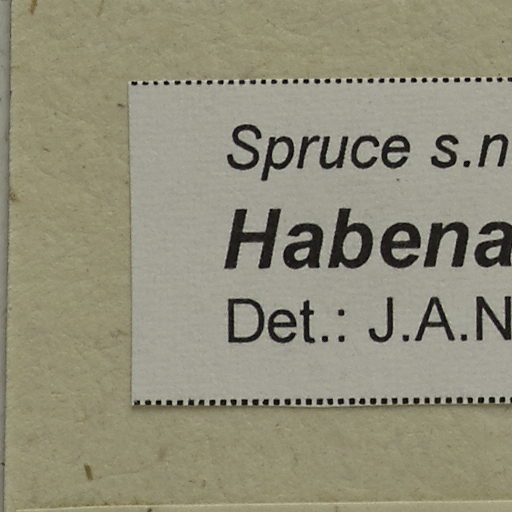 Spruce s.n
Habena
Det.: J.A.N